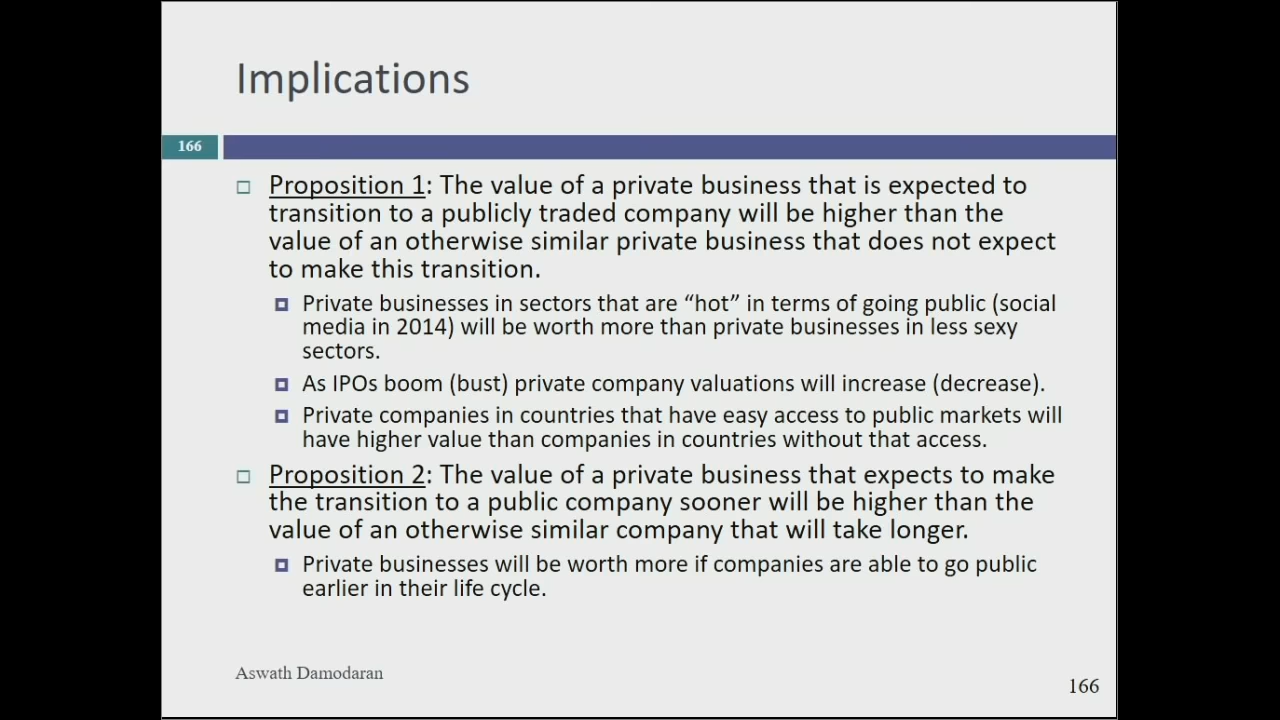 Implications
166
Proposition 1: The value of a private business that is expected to
transition to a publicly traded company will be higher than the
value of an otherwise similar private business that does not expect
to make this transition.
Private businesses in sectors that are “hot” in terms of going public (social
media in 2014) will be worth more than private businesses in less sexy
sectors.
As IPOs boom (bust) private company valuations will increase (decrease).
Private companies in countries that have easy access to public markets will
have higher value than companies in countries without that access.
Proposition 2: The value of a private business that expects to make
the transition to a public company sooner will be higher than the
value of an otherwise similar company that will take longer.
Private businesses will be worth more if companies are able to go public
earlier in their life cycle.
Aswath Damodaran
166